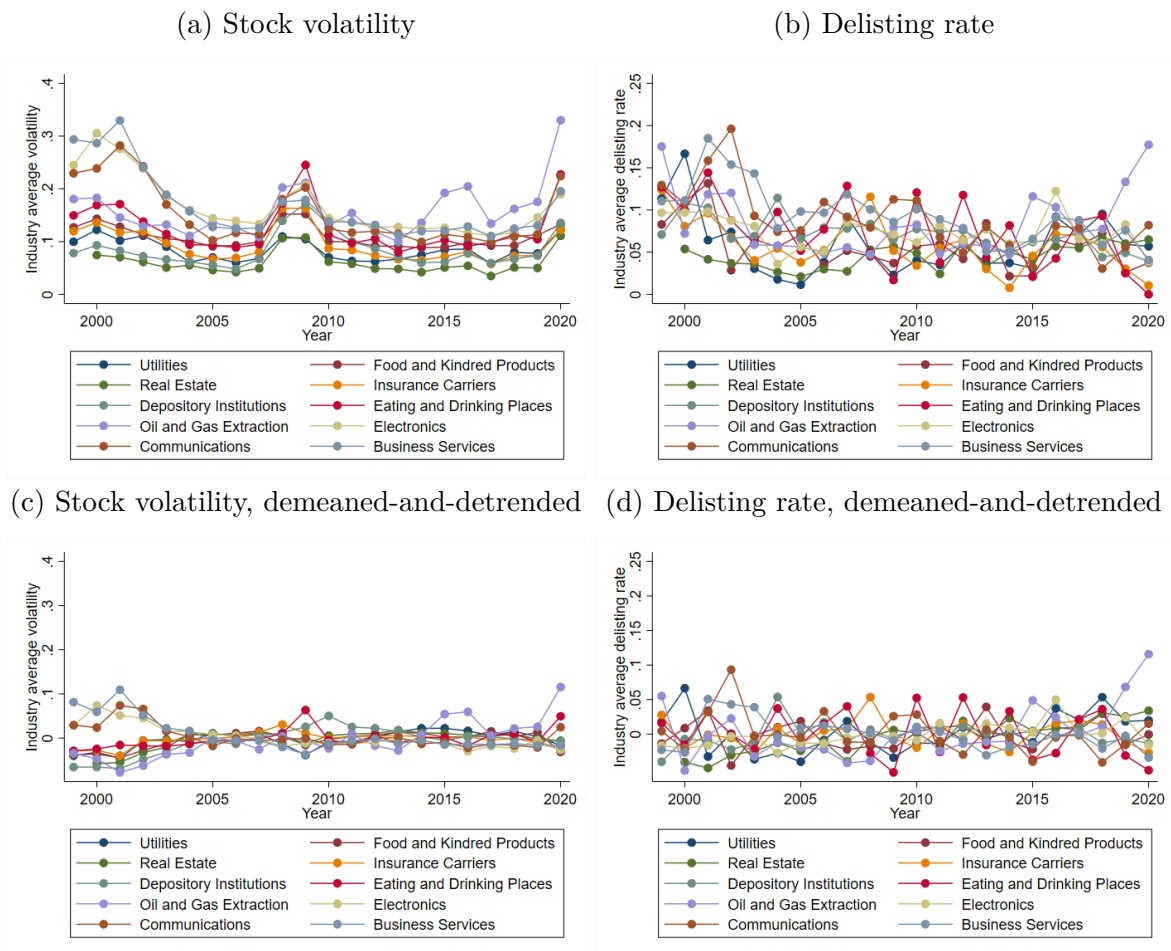 (a) Stock volatility
(b) Delisting rate
Industry average volatility
.4
.3
.2
.1
0
2000 2005 2010 2015 2020
Year
Utilities Food and Kindred Products
Real Estate Insurance Carriers
Depository Institutions Eating and Drinking Places
Oil and Gas Extraction Electronics
Communications Business Services
Industry average delisting rate
.25
.2
.15
.1
.05
0
2000 2005 2010 2015 2020
Year
Utilities Food and Kindred Products
Real Estate Insurance Carriers
Depository Institutions Eating and Drinking Places
Oil and Gas Extraction Electronics
Communications Business Services
(c) Stock volatility, demeaned-and-detrended
(d) Delisting rate, demeaned-and-detrended
Industry average volatility
.4
.3
.2
.1
0
2000 2005 2010 2015 2020
Year
Utilities Food and Kindred Products
Real Estate Insurance Carriers
Depository Institutions Eating and Drinking Places
Oil and Gas Extraction Electronics
Communications Business Services
Industry average delisting rate
.25
.2
.15
.1
.05
0
2000 2005 2010 2015 2020
Year
Utilities Food and Kindred Products
Real Estate Insurance Carriers
Depository Institutions Eating and Drinking Places
Oil and Gas Extraction Electronics
Communications Business Services